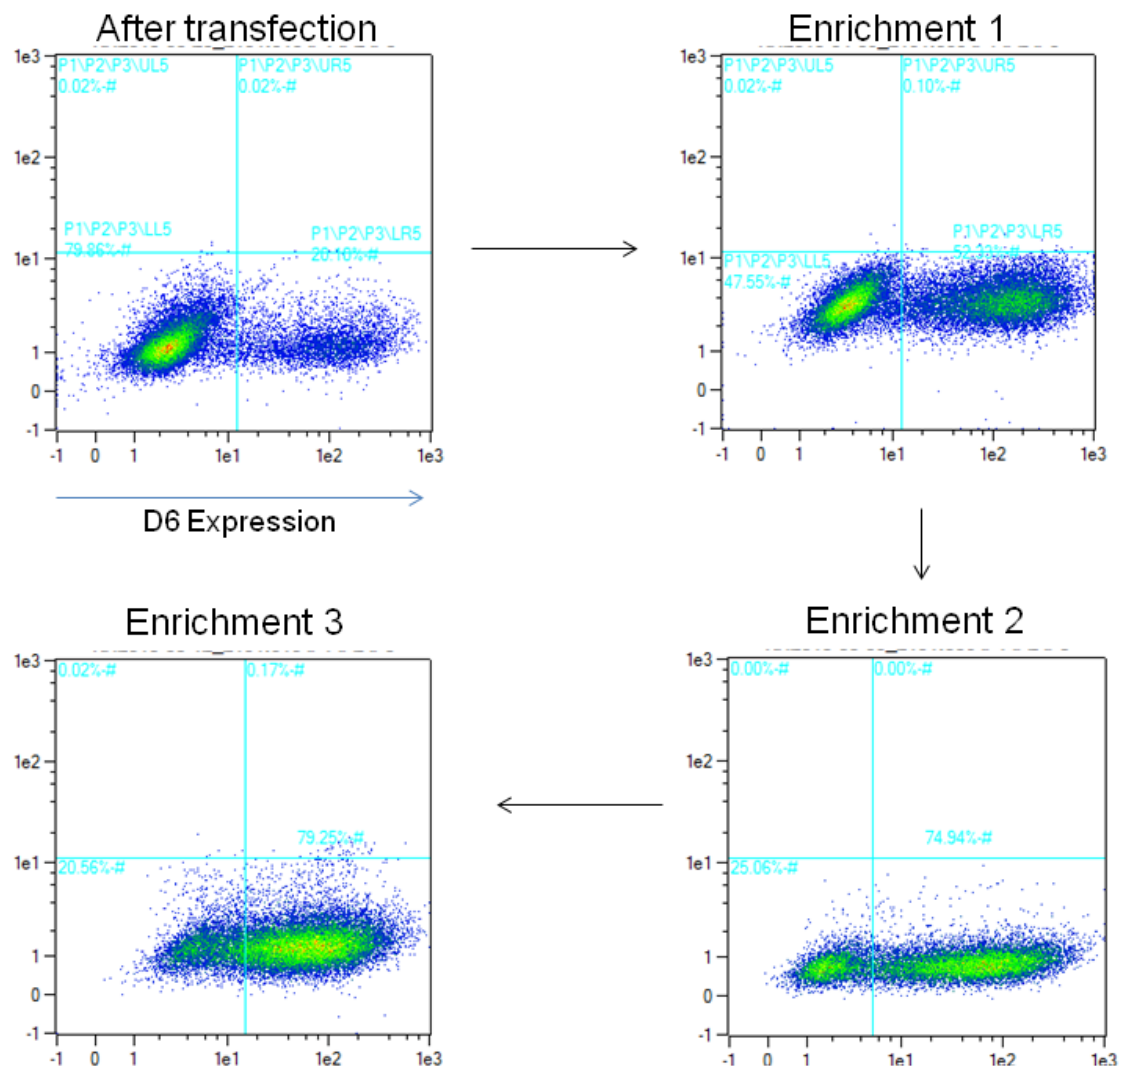 After transfection
1e3
P1\P2\P3\UL5
0.02%-#
P1\P2\P3\UR5
0.02%-#
1e2
P1\P2\P3\LL5
79.86%-#
P1\P2\P3\LR5
20.10%-#
1e1
1
0
-1
-1 0 1 1e1 1e2 1e3
D6 Expression
Enrichment 1
1e3
P1\P2\P3\UL5
0.02%-#
P1\P2\P3\UR5
0.10%-#
1e2
P1\P2\P3\LR5
52.33%-#
1e1
P1\P2\P3\LL5
47.55%-#
1
0
-1
-1 0 1 1e1 1e2 1e3
Enrichment 3
1e3
0.02%-#
0.17%-#
1e2
79.25%-#
1e1
20.56%-#
1
0
-1
-1 0 1 1e1 1e2 1e3
Enrichment 2
1e3
0.00%-#
0.00%-#
1e2
74.94%-#
1e1
25.06%-#
1
0
-1
-1 0 1 1e1 1e2 1e3